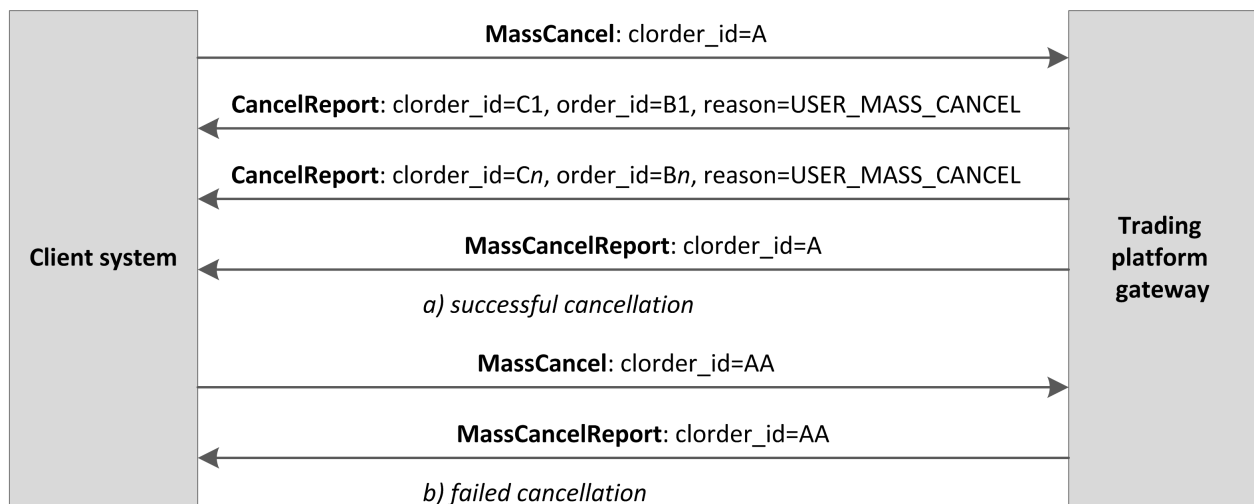 MassCancel: clorder_id=A
CancelReport: clorder_id=C1, order_id=B1, reason=USER_MASS_CANCEL
CancelReport: clorder_id=Cn, order_id=Bn, reason=USER_MASS_CANCEL
Client system
MassCancelReport: clorder_id=A
Trading
platform
gateway
a) successful cancellation
MassCancel: clorder_id=AA
MassCancelReport: clorder_id=AA
b) failed cancellation